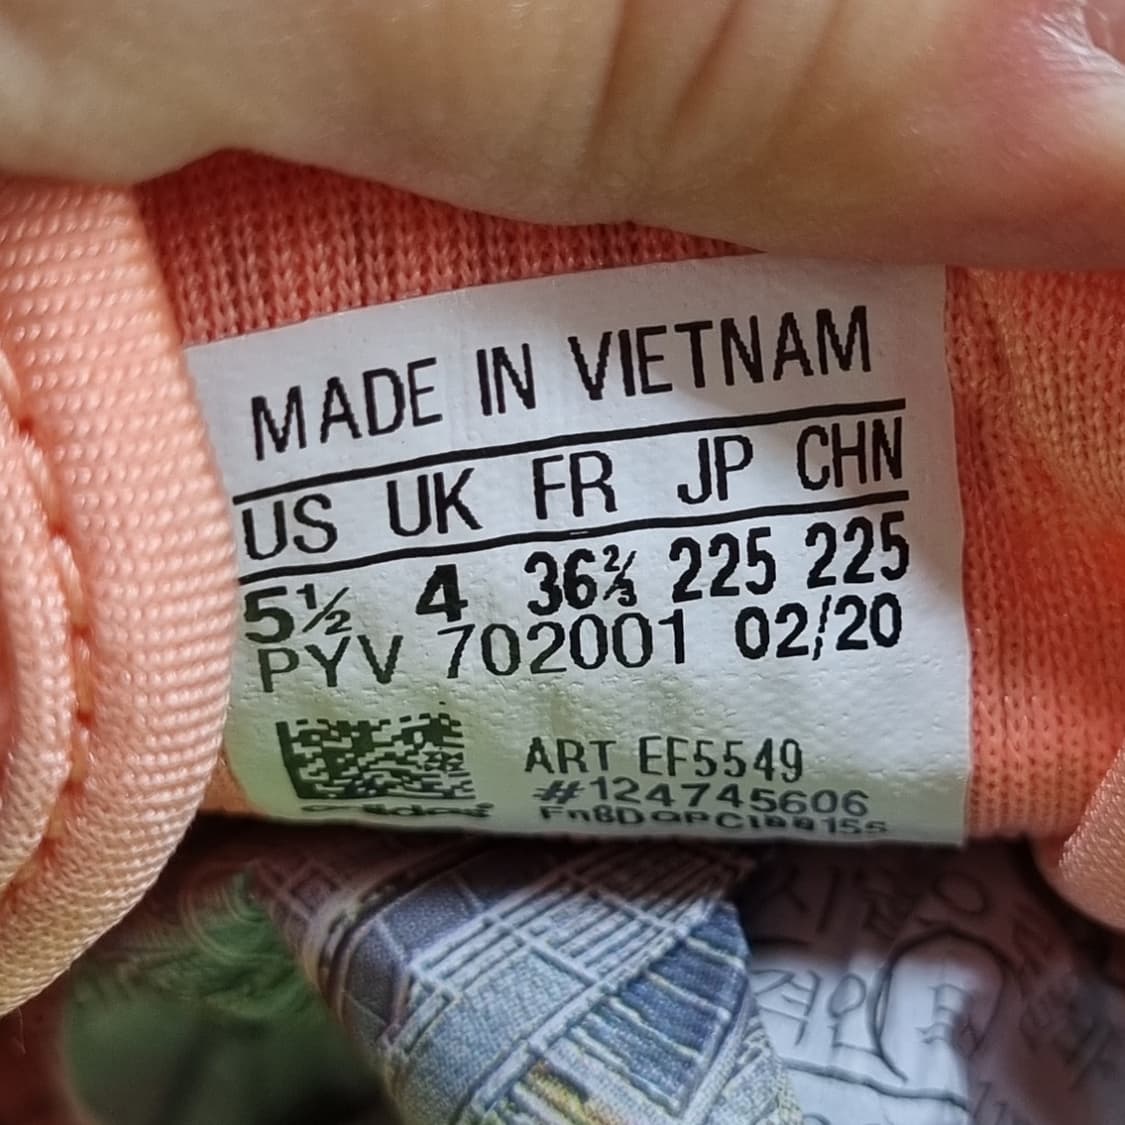 MADE IN VIETNAM
US UK FR JP CHN
5½ 4 36⅔ 225 225
PYV 702001 02/20
ART EF5549
#124745606
adidas